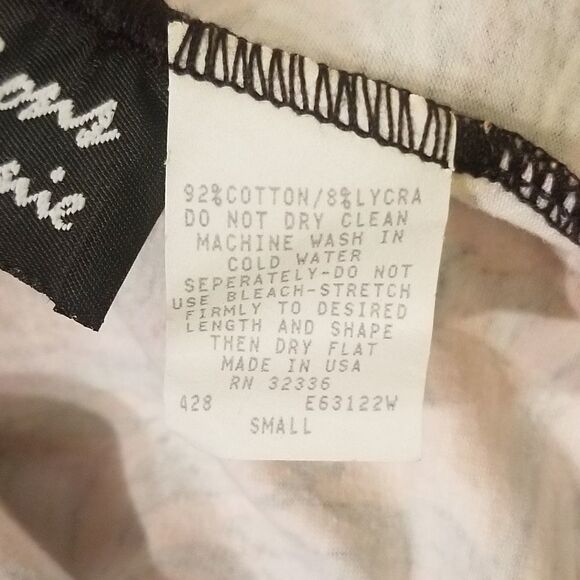 92%COTTON/8%LYCRA
DO NOT DRY CLEAN
MACHINE WASH IN
COLD WATER
SEPERATELY-DO NOT
USE BLEACH-STRETCH
FIRMLY TO DESIRED
LENGTH AND SHAPE
THEN DRY FLAT
MADE IN USA
RN 32336
428 E63122W
SMALL